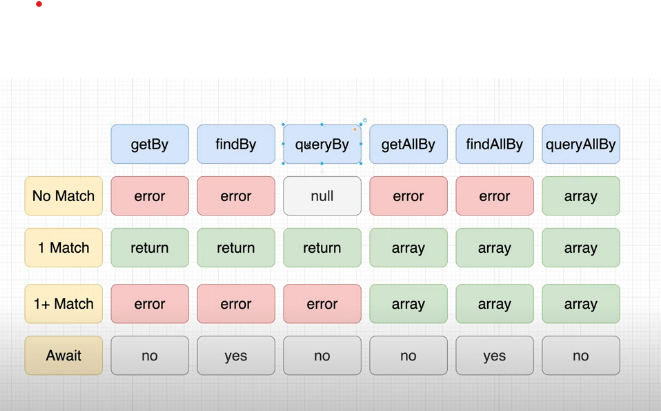 getBy findBy queryBy getAllBy findAllBy queryAllBy
No Match error error null error error array
1 Match return return return array array array
1+ Match error error error array array array
Await no yes no no yes no